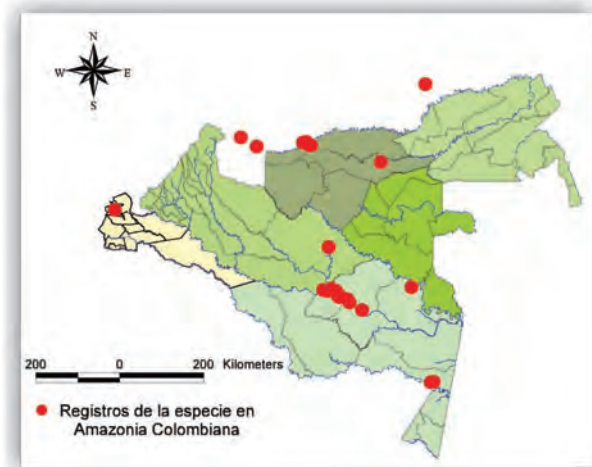 N
W E
S
200 0 200 Kilometers
Registros de la especie en
Amazonia Colombiana